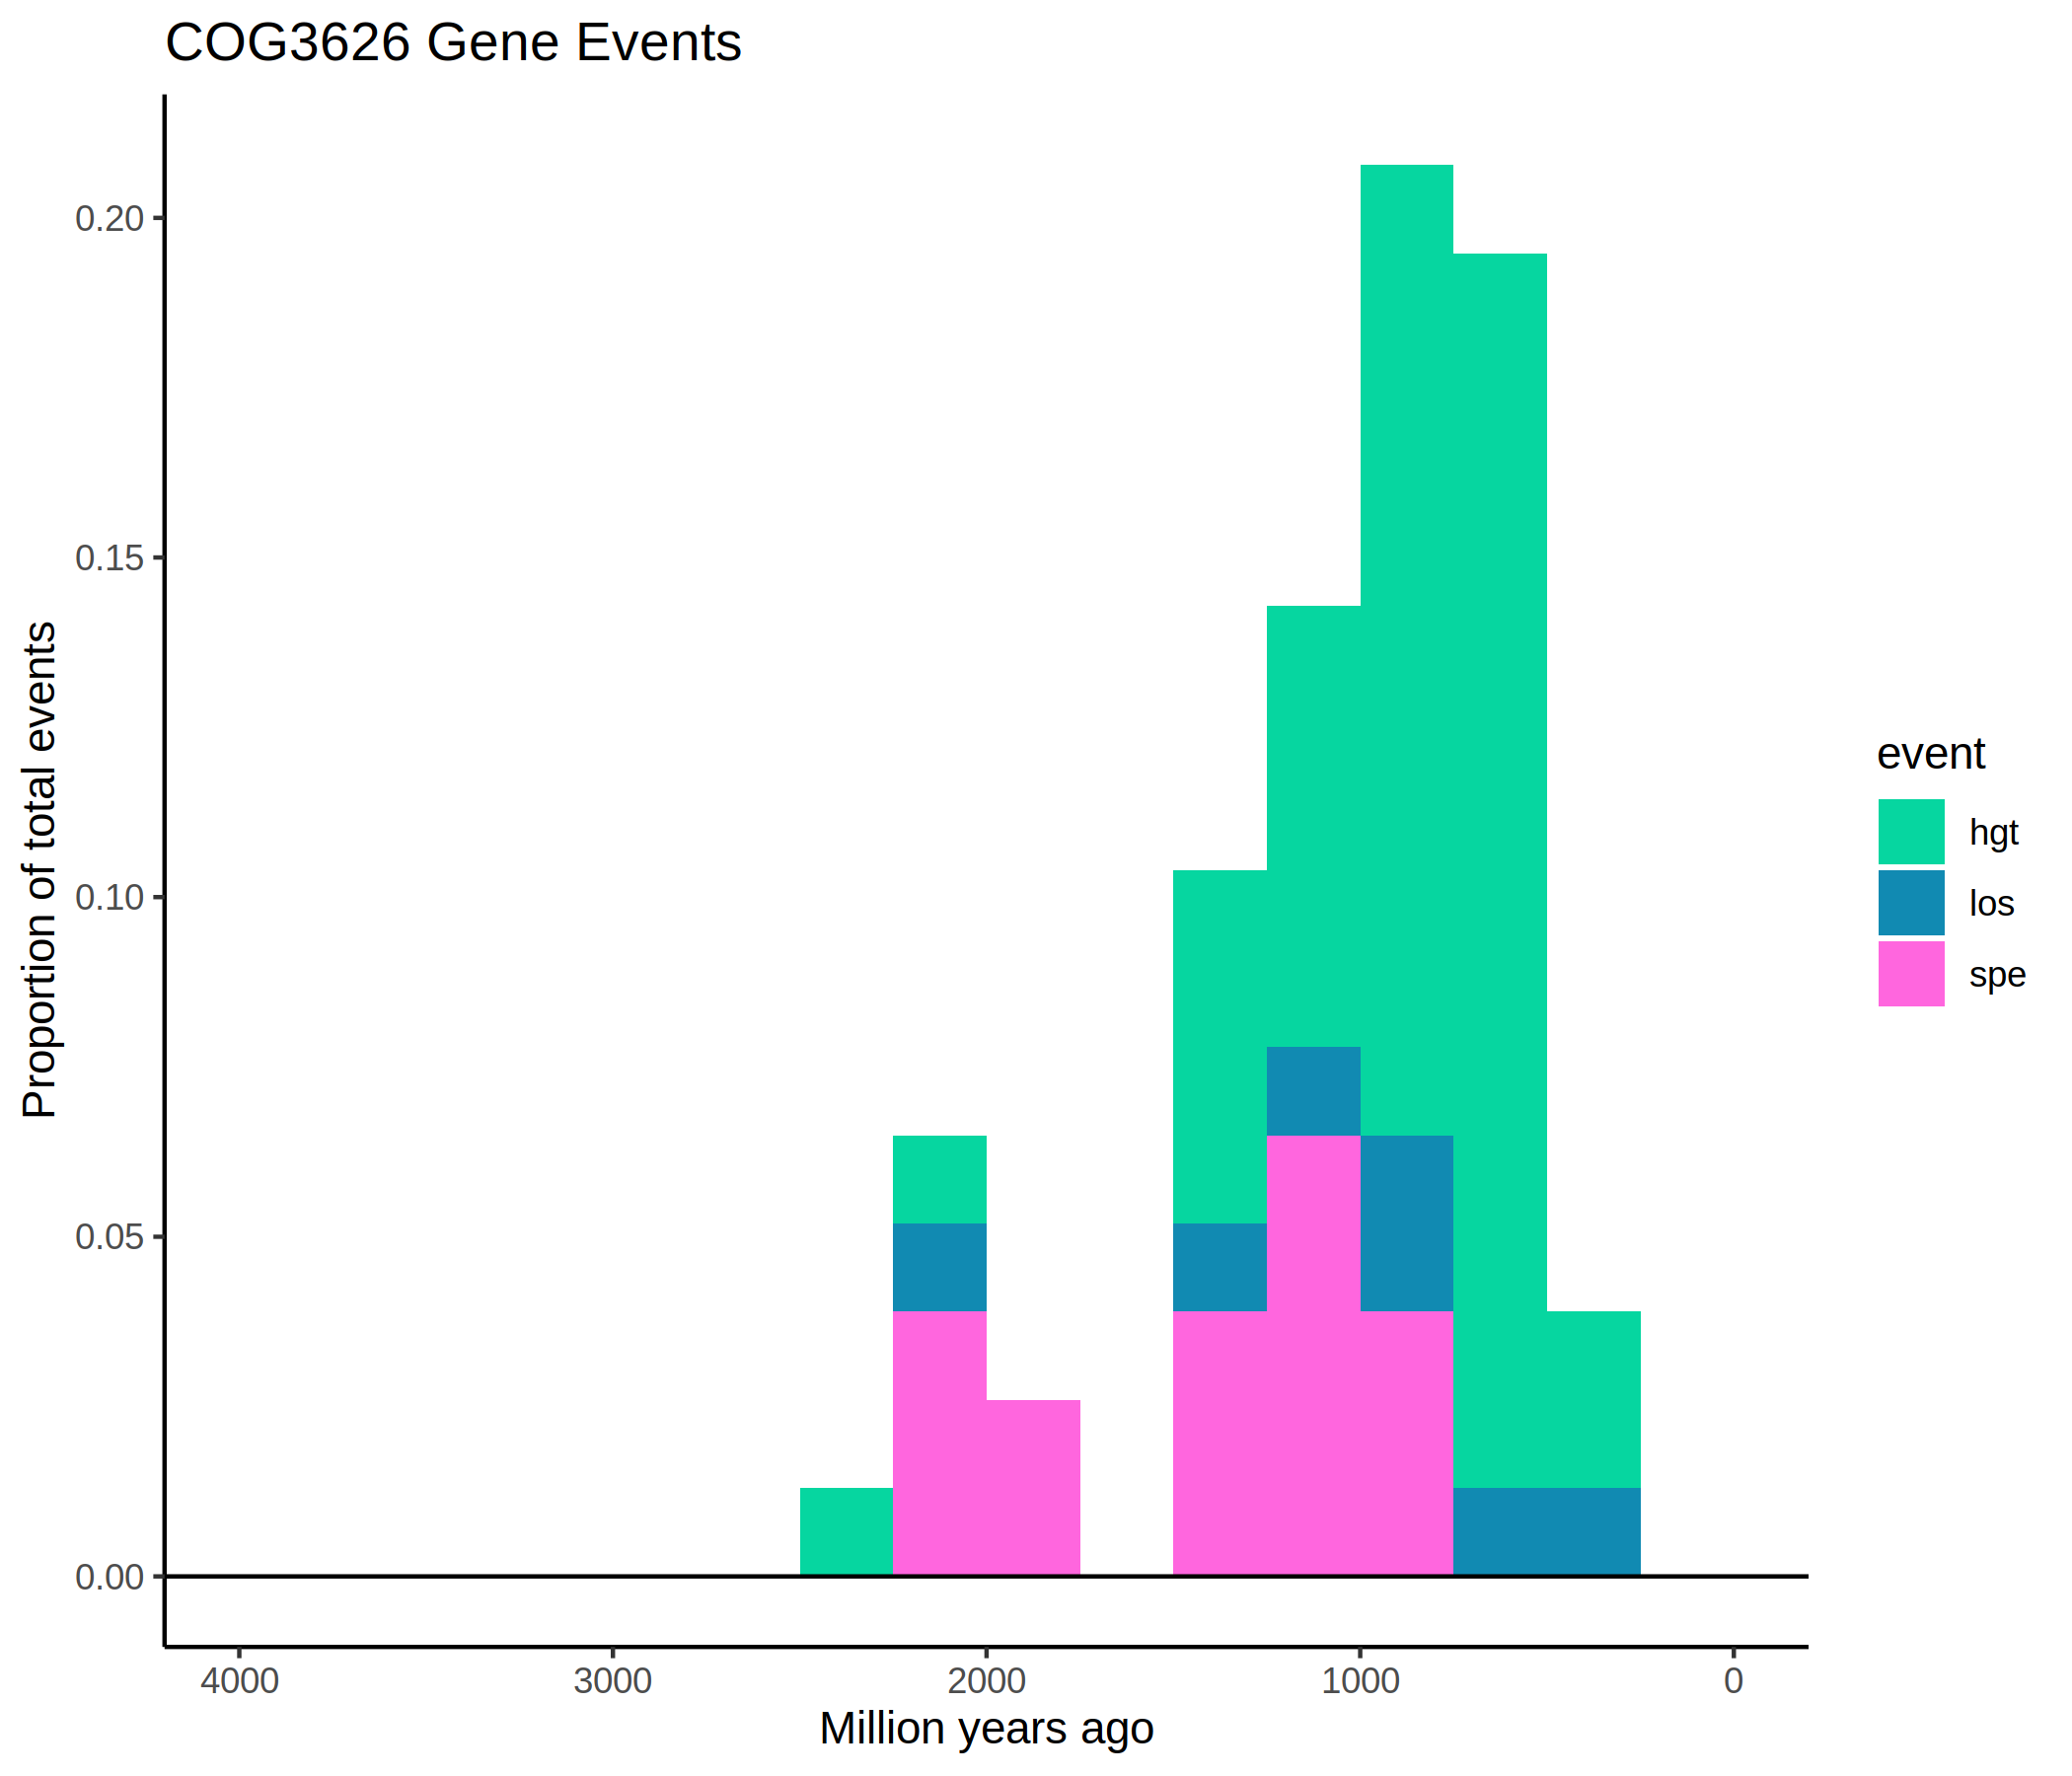 COG3626 Gene Events
Proportion of total events
0.20
0.15
0.10
0.05
0.00
4000 3000 2000 1000 0
Million years ago
event
hgt
los
spe